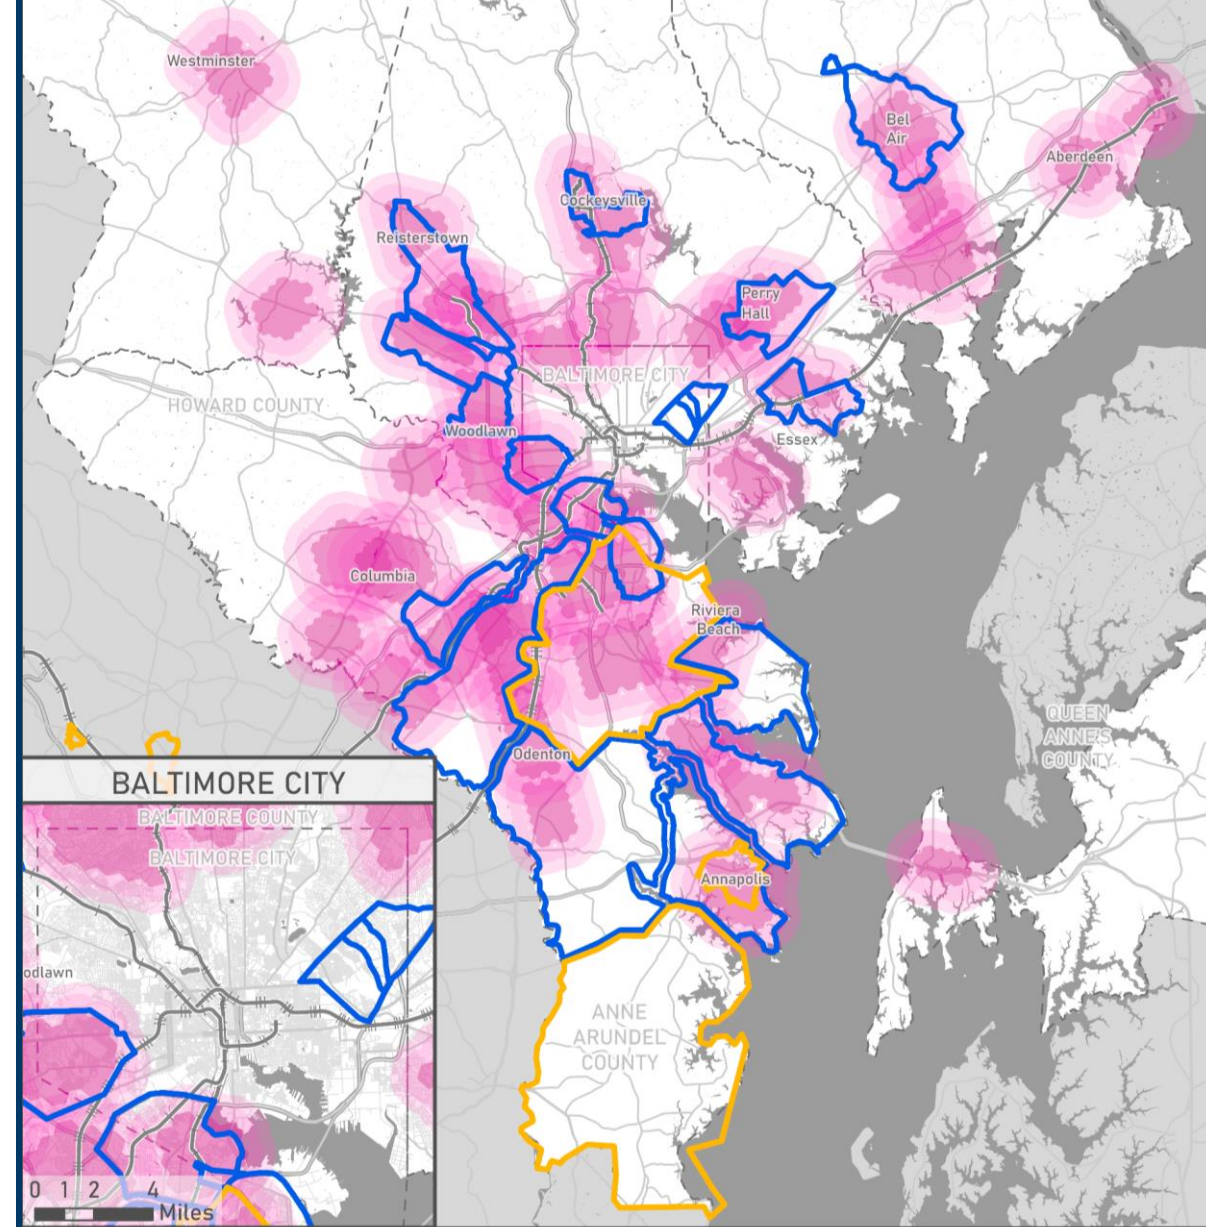 Westminster
Bel
Air
Aberdeen
Cockeysville
Reisterstown
Perry
Hall
BALTIMORE CITY
HOWARD COUNTY
Woodlawn
Essex
Columbia
Riviera
Beach
QUEEN
ANNE'S
COUNTY
Odenton
BALTIMORE CITY
BALTIMORE COUNTY
BALTIMORE CITY
Annapolis
odlawn
ANNE
ARUNDEL
COUNTY
0 1 2 4
Miles